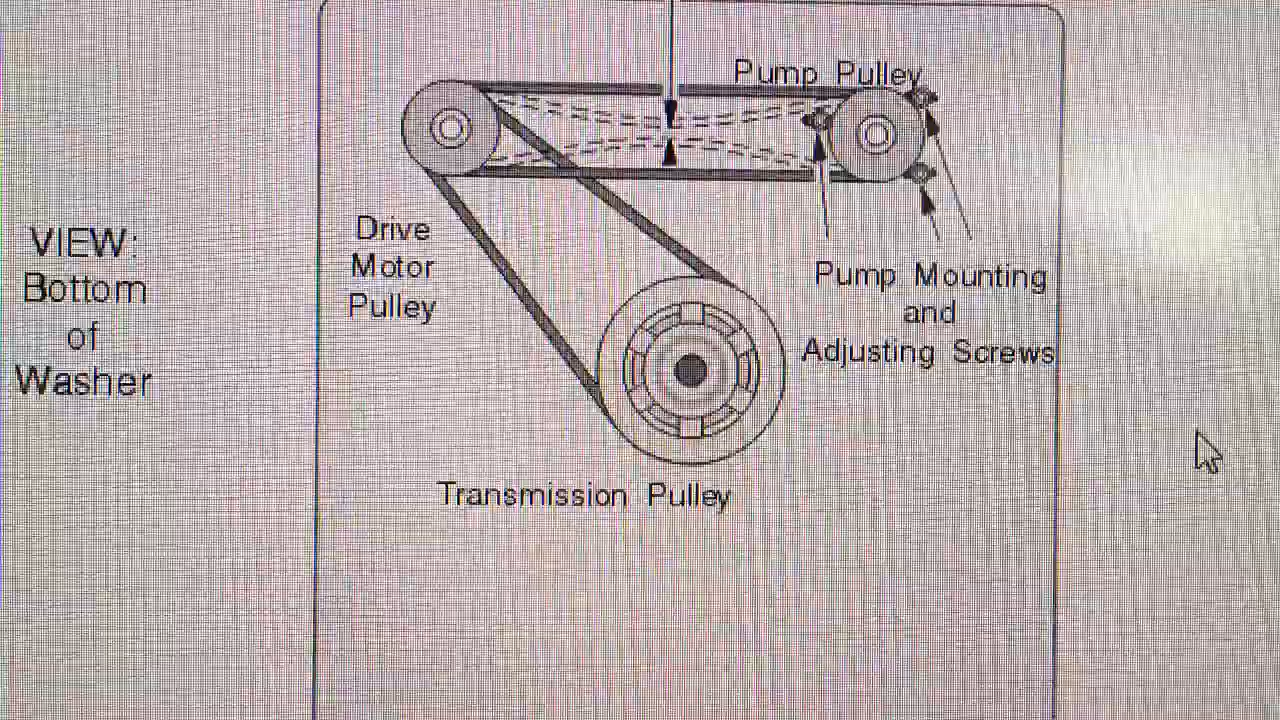 Pump Pulley
VIEW:
Bottom
of
Washer
Drive
Motor
Pulley
Pump Mounting
and
Adjusting Screws
Transmission Pulley